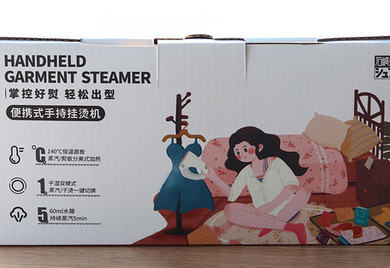 HANDHELD
GARMENT STEAMER
掌控好熨 轻松出型
便携式手持挂烫机
℃
140℃恒温面板
蒸汽/熨板分离式加热
1
干湿双模式
蒸汽/干烫一键切换
5
60ml水箱
持续蒸汽5min